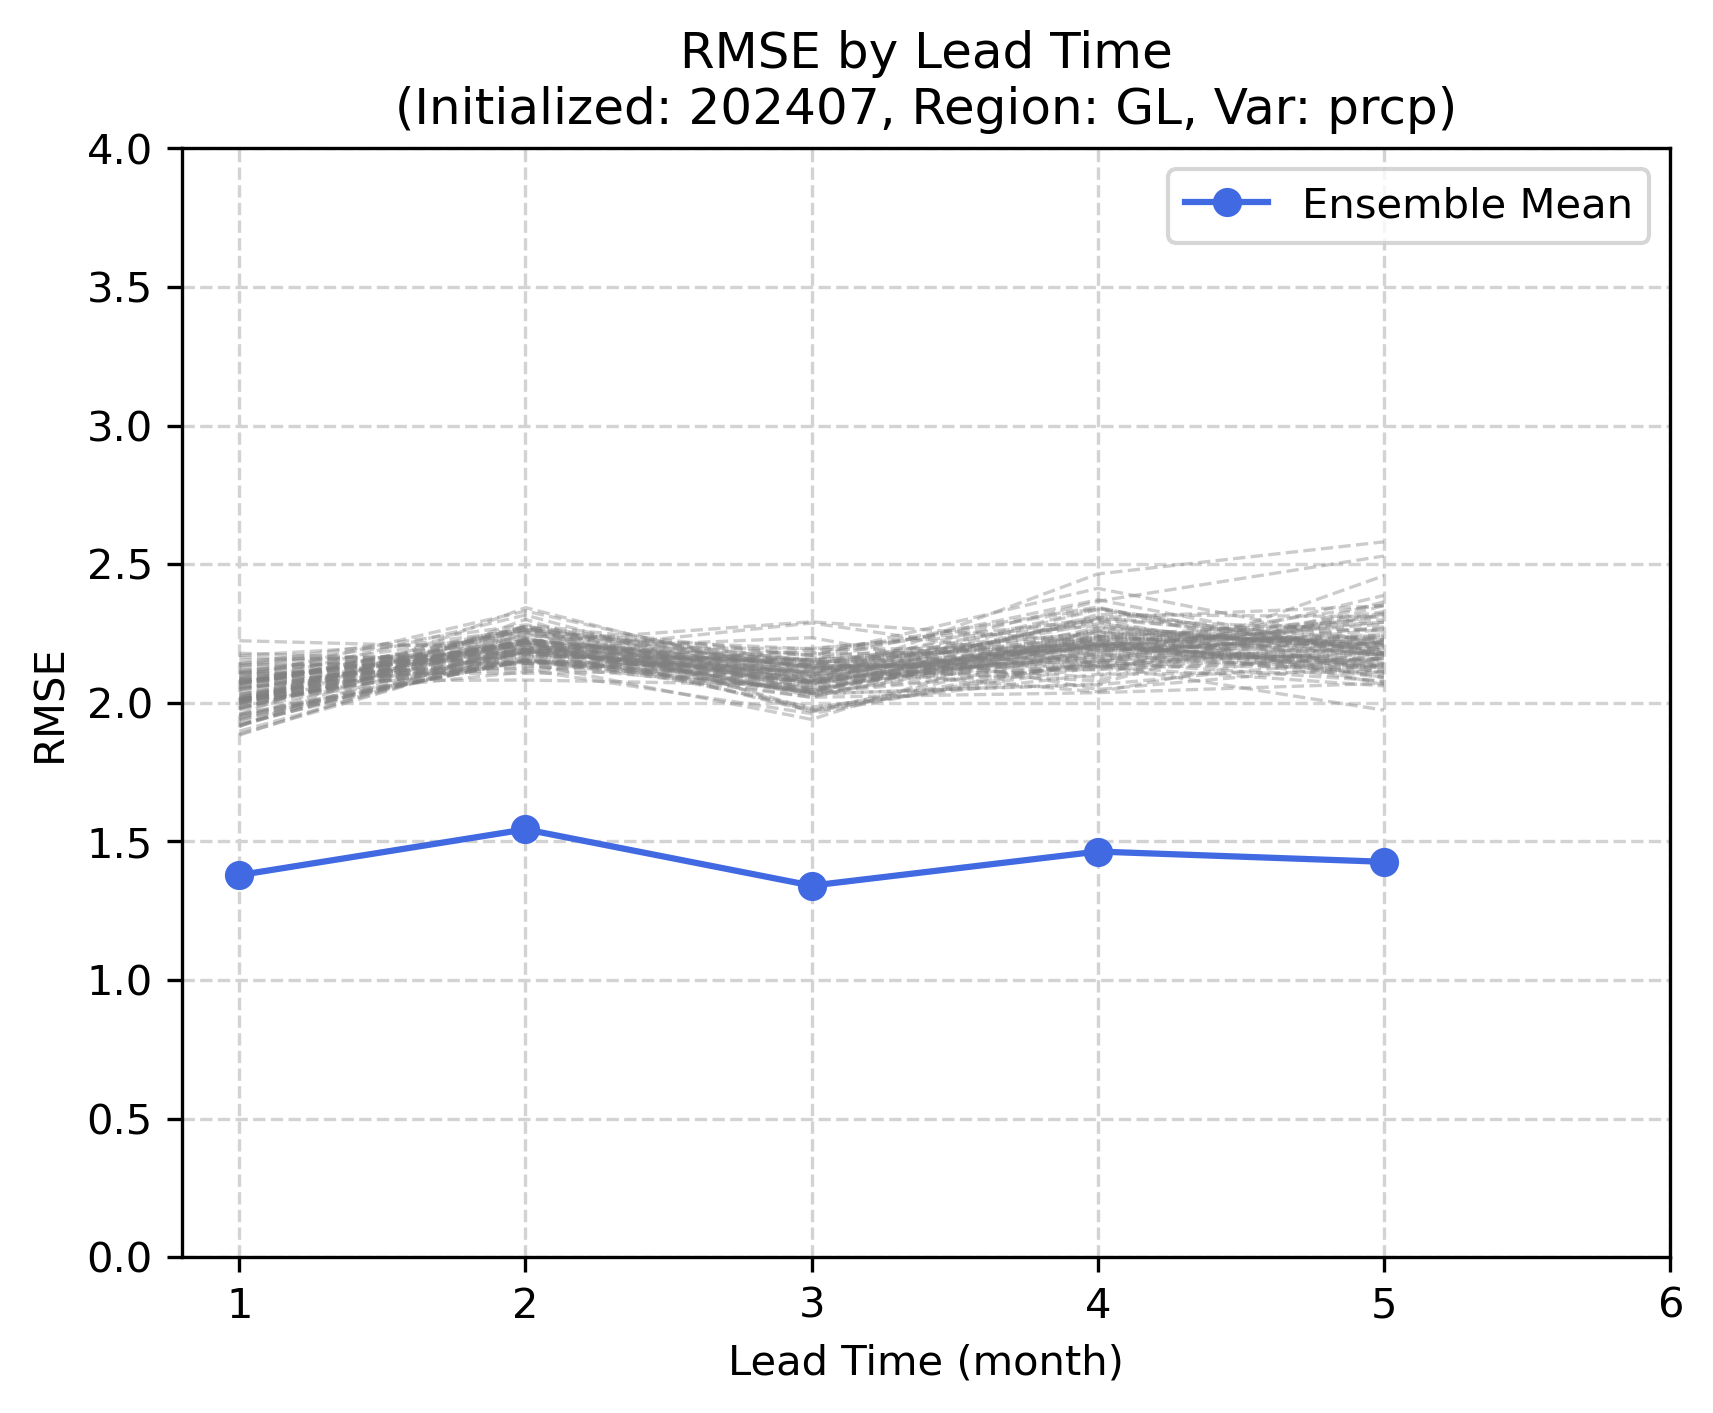 RMSE by Lead Time
(Initialized: 202407, Region: GL, Var: prcp)
4.0
3.5
3.0
2.5
2.0
1.5
1.0
0.5
0.0
RMSE
Ensemble Mean
1 2 3 4 5 6
Lead Time (month)